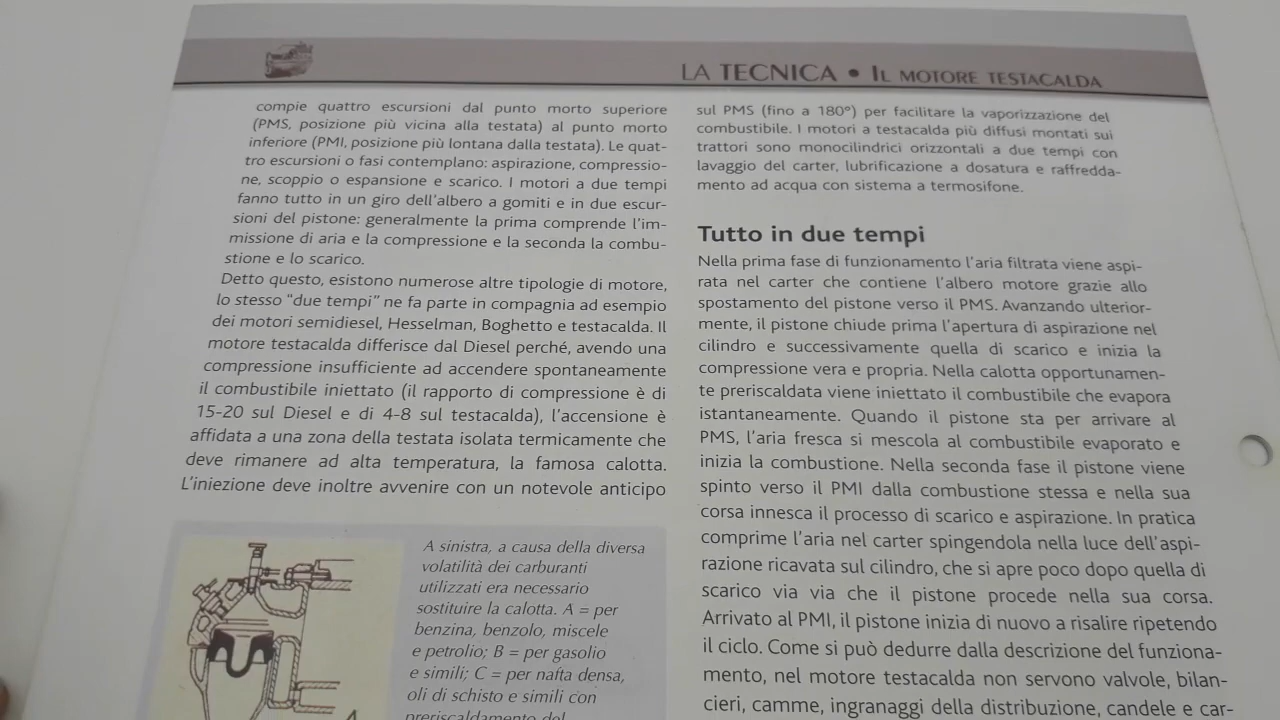 LA TECNICA • IL MOTORE TESTACALDA
compie quattro escursioni dal punto morto superiore
(PMS, posizione più vicina alla testata) al punto morto
inferiore (PMI, posizione più lontana dalla testata). Le quat-
tro escursioni o fasi contemplano: aspirazione, compressio-
ne, scoppio o espansione e scarico. I motori a due tempi
fanno tutto in un giro dell'albero a gomiti e in due escur-
sioni del pistone: generalmente la prima comprende l'im-
missione di aria e la compressione e la seconda la combu-
stione e lo scarico.
Detto questo, esistono numerose altre tipologie di motore,
lo stesso "due tempi" ne fa parte in compagnia ad esempio
dei motori semidiesel, Hesselman, Boghetto e testacalda. Il
motore testacalda differisce dal Diesel perché, avendo una
compressione insufficiente ad accendere spontaneamente
il combustibile iniettato (il rapporto di compressione è di
15-20 sul Diesel e di 4-8 sul testacalda), l'accensione è
affidata a una zona della testata isolata termicamente che
deve rimanere ad alta temperatura, la famosa calotta.
L'iniezione deve inoltre avvenire con un notevole anticipo
A sinistra, a causa della diversa
volatilità dei carburanti
utilizzati era necessario
sostituire la calotta. A = per
benzina, benzolo, miscele
e petrolio; B = per gasolio
e simili; C = per nafta densa,
oli di schisto e simili con
preriscaldamento del
A
sul PMS (fino a 180°) per facilitare la vaporizzazione del
combustibile. I motori a testacalda più diffusi montati sui
trattori sono monocilindrici orizzontali a due tempi con
lavaggio del carter, lubrificazione a dosatura e raffredda-
mento ad acqua con sistema a termosifone.
Tutto in due tempi
Nella prima fase di funzionamento l'aria filtrata viene aspi-
rata nel carter che contiene l'albero motore grazie allo
spostamento del pistone verso il PMS. Avanzando ulterior-
mente, il pistone chiude prima l'apertura di aspirazione nel
cilindro e successivamente quella di scarico e inizia la
compressione vera e propria. Nella calotta opportunamen-
te preriscaldata viene iniettato il combustibile che evapora
istantaneamente. Quando il pistone sta per arrivare al
PMS, l'aria fresca si mescola al combustibile evaporato e
inizia la combustione. Nella seconda fase il pistone viene
spinto verso il PMI dalla combustione stessa e nella sua
corsa innesca il processo di scarico e aspirazione. In pratica
comprime l'aria nel carter spingendola nella luce dell'aspi-
razione ricavata sul cilindro, che si apre poco dopo quella di
scarico via via che il pistone procede nella sua corsa.
Arrivato al PMI, il pistone inizia di nuovo a risalire ripetendo
il ciclo. Come si può dedurre dalla descrizione del funziona-
mento, nel motore testacalda non servono valvole, bilan-
cieri, camme, ingranaggi della distribuzione, candele e car-